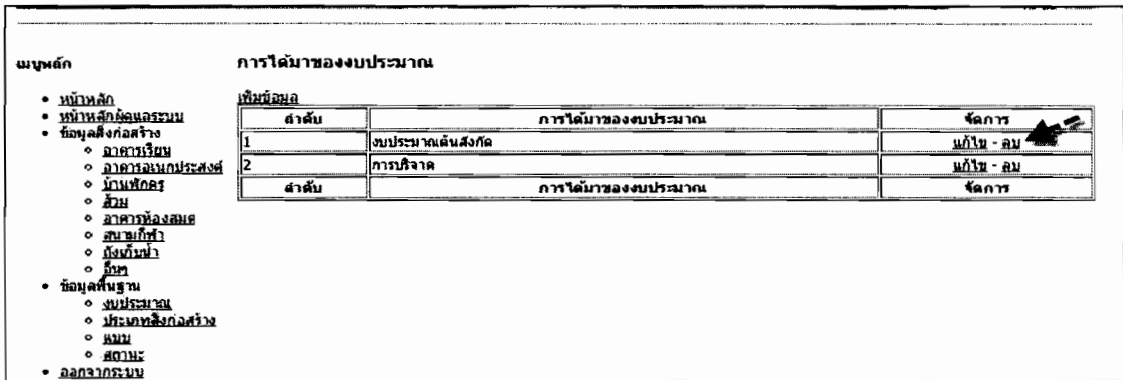 เมนูหลัก
• หน้าหลัก
• หน้าหลักผู้ดูแลระบบ
• ข้อมูลสิ่งก่อสร้าง
○ อาคารเรียน
○ อาคารอเนกประสงค์
○ บ้านพักครู
○ ส้วม
○ อาคารห้องสมุด
○ สนามกีฬา
○ ถังเก็บน้ำ
○ อื่นๆ
• ข้อมูลพื้นฐาน
○ งบประมาณ
○ ประเภทสิ่งก่อสร้าง
○ แบบ
○ สถานะ
• ออกจากระบบ
การได้มาของงบประมาณ
เพิ่มข้อมูล
ลำดับ การได้มาของงบประมาณ จัดการ
1 งบประมาณต้นสังกัด แก้ไข - ลบ
2 การบริจาค แก้ไข - ลบ
ลำดับ การได้มาของงบประมาณ จัดการ